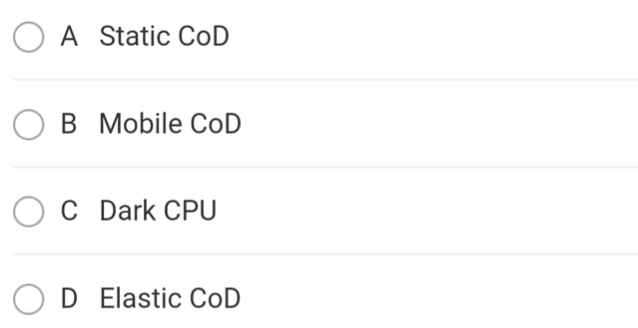 A Static CoD
B Mobile CoD
C Dark CPU
D Elastic CoD